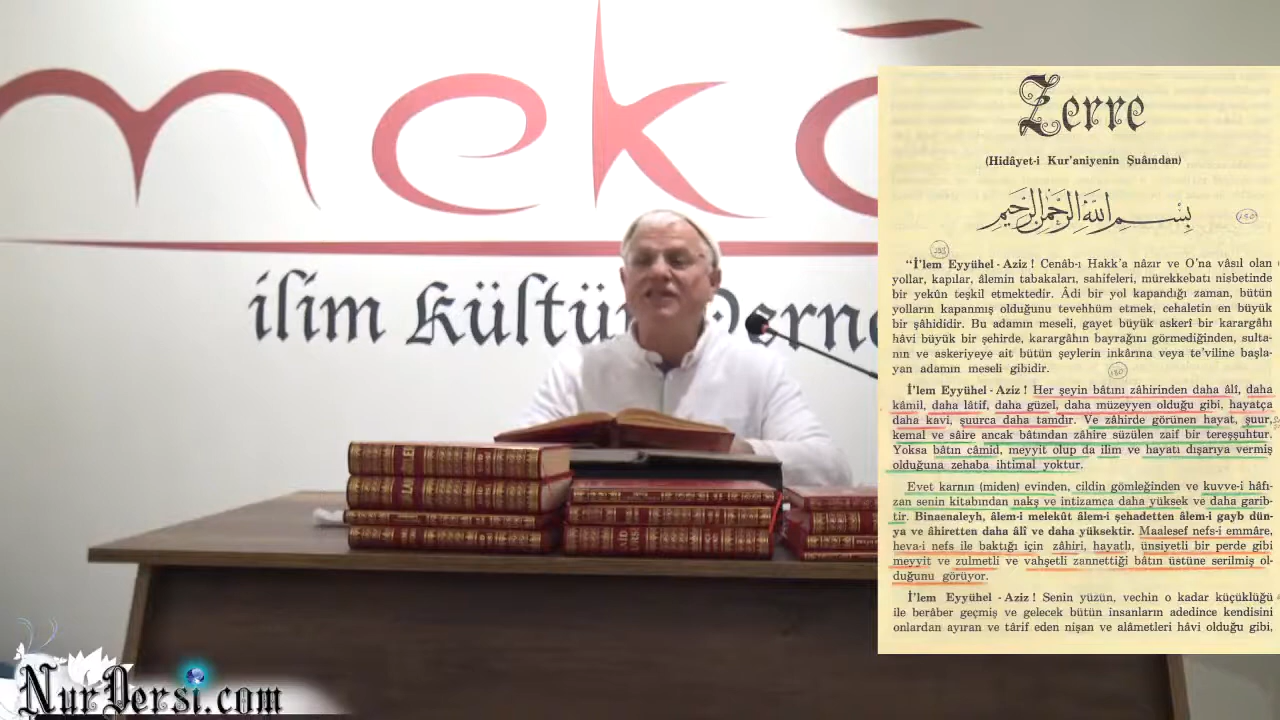 mekâ
ilim Kültür Derne
Zerre
(Hidâyet-i Kur'aniyenin Şuâından)
بِسْمِ اللّٰهِ الرَّحْمٰنِ الرَّحِيمِ
"İ'lem Eyyühel - Aziz ! Cenâb-ı Hakk'a nâzır ve O'na vâsıl olan
yollar, kapılar, âlemin tabakaları, sahifeleri, mürekkebatı nisbetinde
bir yekûn teşkil etmektedir. Âdi bir yol kapandığı zaman, bütün
yolların kapanmış olduğunu tevehhüm etmek, cehaletin en büyük
bir şâhididir. Bu adamın meseli, gayet büyük askerî bir karargâhı
hâvi büyük bir şehirde, karargâhın bayrağını görmediğinden, sulta-
nın ve askeriyeye ait bütün şeylerin inkârına veya te'viline başla-
yan adamın meseli gibidir.
180
İ'lem Eyyühel - Aziz ! Her şeyin bâtını zâhirinden daha âlî, daha
kâmil, daha lâtif, daha güzel, daha müzeyyen olduğu gibi, hayatça
daha kavi, şuurca daha tamdır. Ve zâhirde görünen hayat, şuur,
kemal ve sâire ancak bâtından zâhire süzülen zaif bir tereşşuhtur.
Yoksa bâtın câmid, meyyit olup da ilim ve hayatı dışarıya vermiş
olduğuna zehaba ihtimal yoktur.
Evet karnın (miden) evinden, cildin gömleğinden ve kuvve-i hâfı-
zan senin kitabından nakş ve intizamca daha yüksek ve daha garib-
tir. Binaenaleyh, âlem-i melekût âlem-i şehadetten âlem-i gayb dün-
ya ve âhiretten daha âlî ve daha yüksektir. Maalesef nefs-i emmâre,
heva-i nefs ile baktığı için zâhiri, hayatlı, ünsiyetli bir perde gibi
meyyit ve zulmetli ve vahşetli zannettiği bâtın üstüne serilmiş ol-
duğunu görüyor.
İ'lem Eyyühel - Aziz ! Senin yüzün, vechin o kadar küçüklüğü
ile berâber geçmiş ve gelecek bütün insanların adedince kendisini
onlardan ayıran ve târif eden nişan ve alâmetleri hâvi olduğu gibi,
NurDersi.com